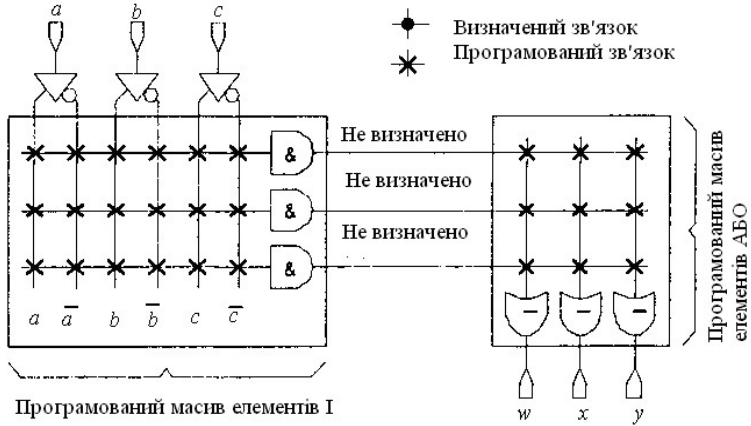 a b c
Визначений зв'язок
Програмований зв'язок
& Не визначено
& Не визначено
& Не визначено
a a̅ b b̅ c c̅
Програмований масив елементів АБО
w x y
Програмований масив елементів І